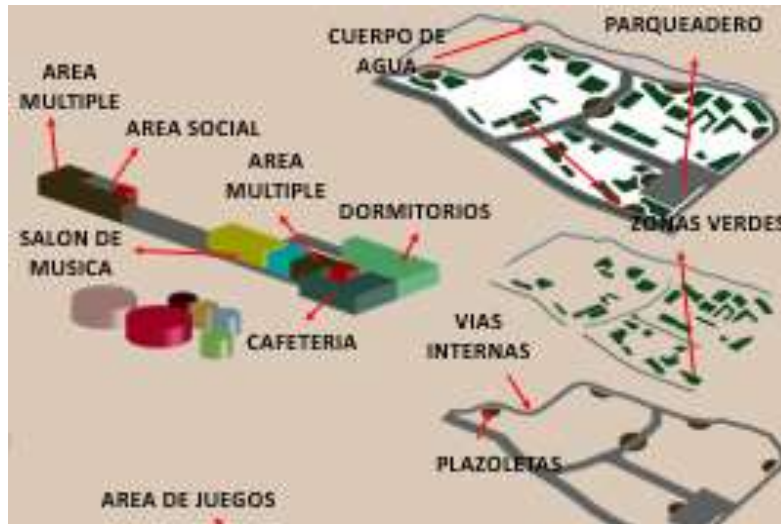 CUERPO DE
AGUA
PARQUEADERO
AREA
MULTIPLE
AREA SOCIAL
AREA
MULTIPLE
DORMITORIOS
SALON DE
MUSICA
ZONAS VERDES
CAFETERIA
VIAS
INTERNAS
PLAZOLETAS
AREA DE JUEGOS